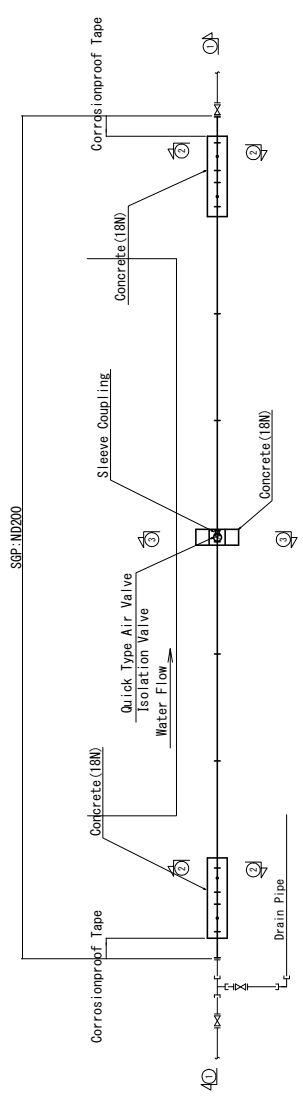 SGP:ND200
Corrosionproof Tape
Corrosionproof Tape
Concrete(18N)
Concrete(18N)
Sleeve Coupling
Quick Type Air Valve
Isolation Valve
Water Flow
Concrete(18N)
Drain Pipe
1
2
2
3
3
2
2
1